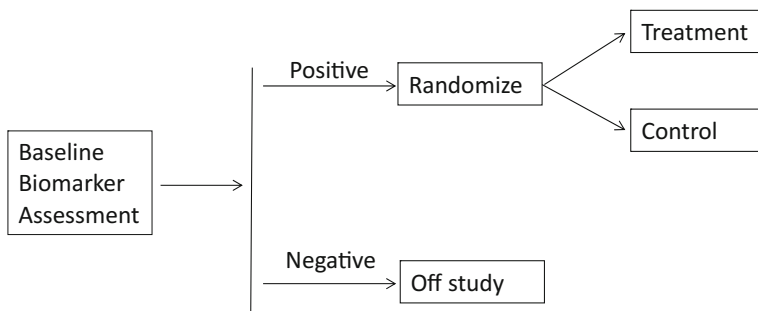 Baseline
Biomarker
Assessment
Positive
Randomize
Treatment
Control
Negative
Off study